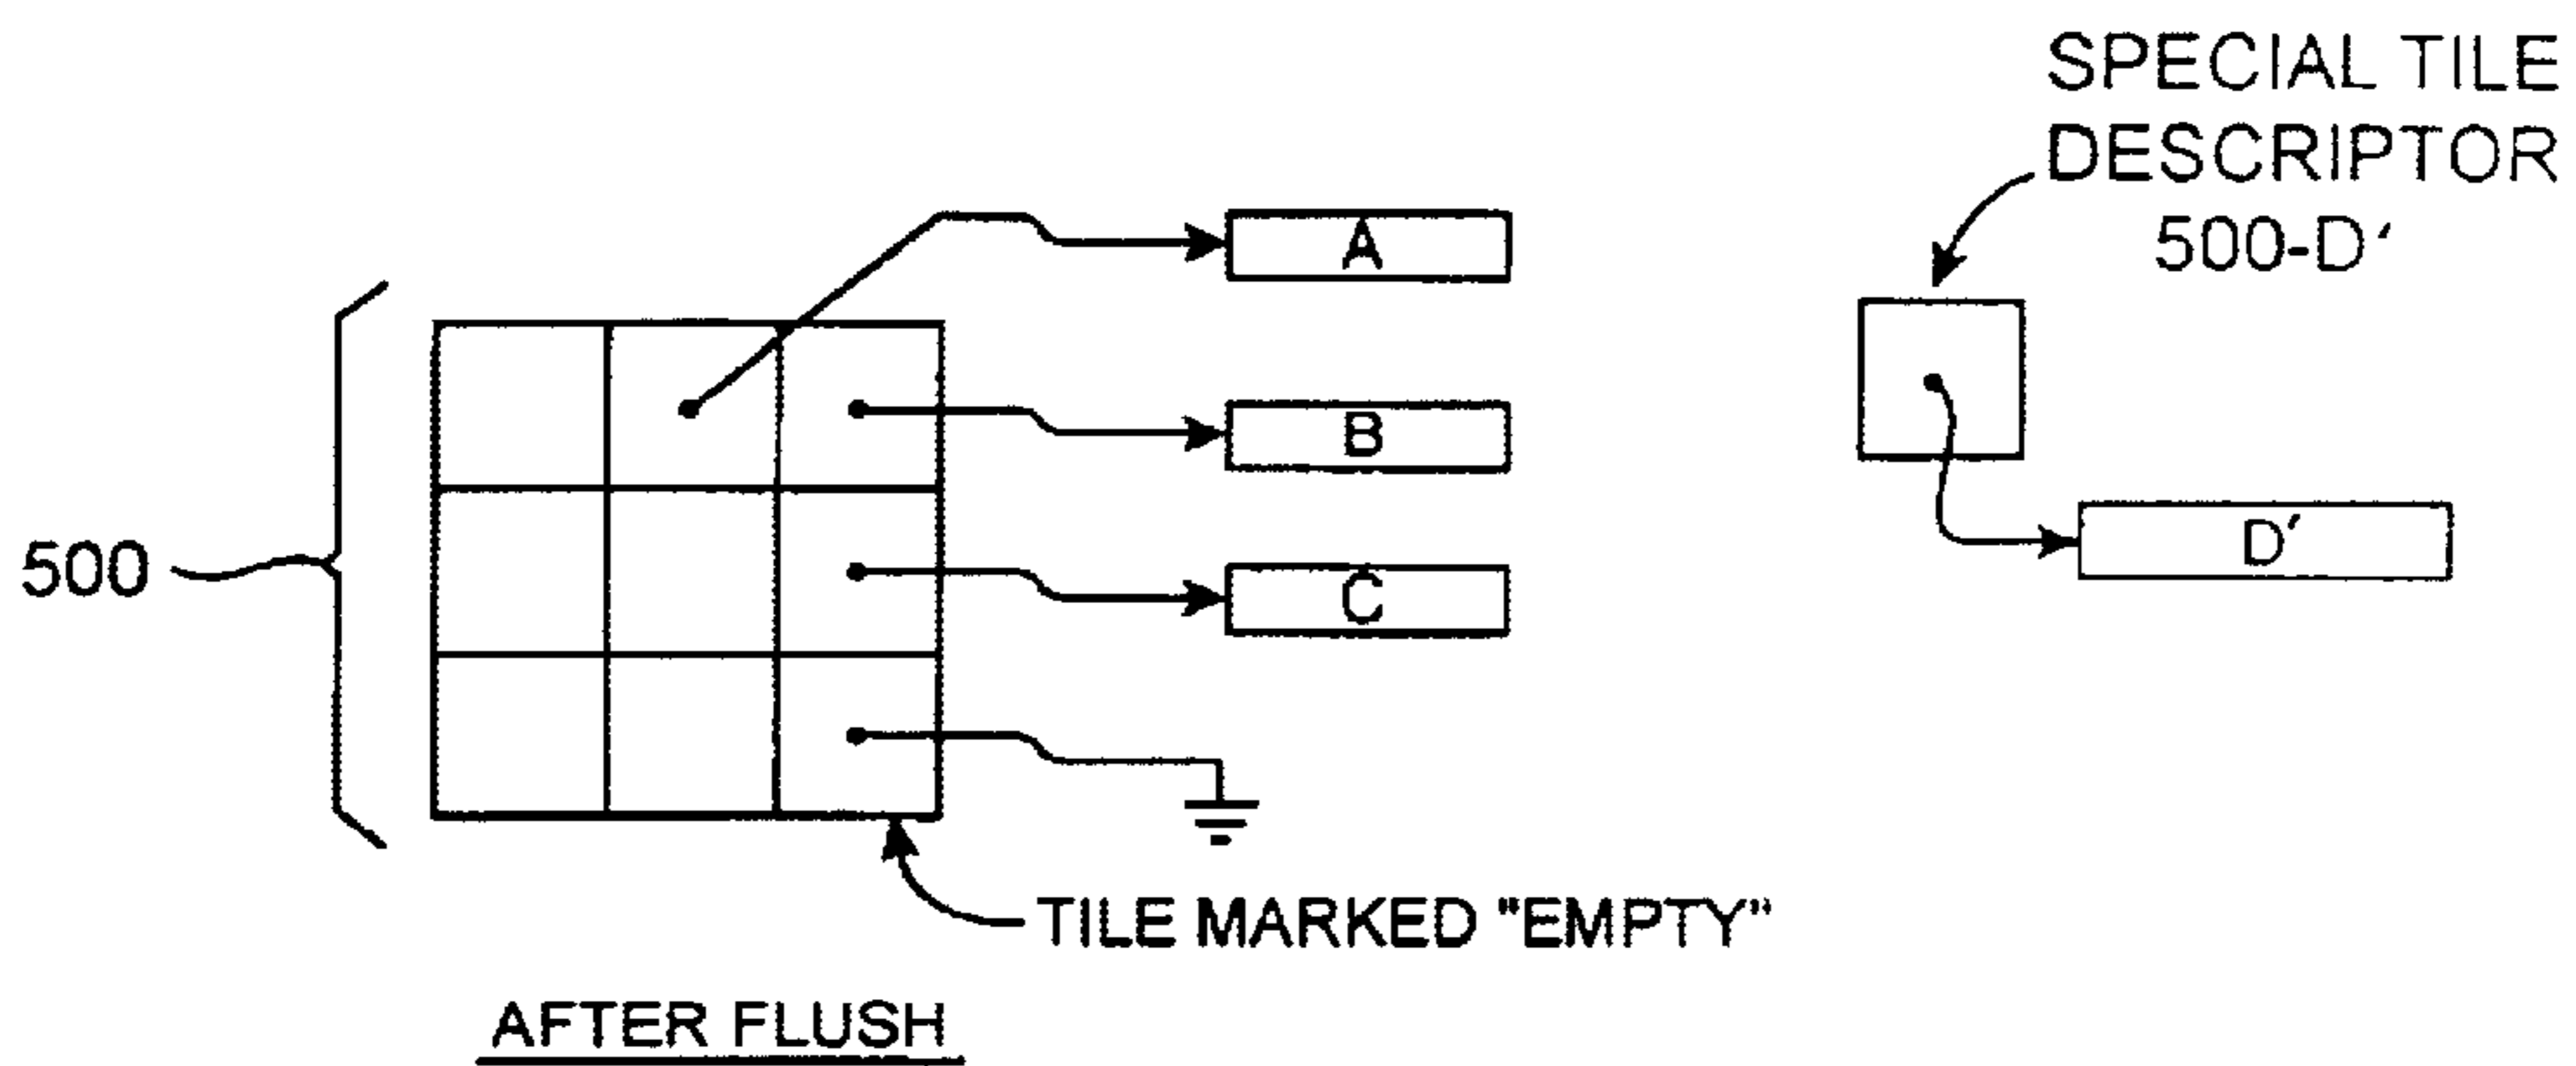 SPECIAL TILE
DESCRIPTOR
500-D′
A
B
C
D′
500
TILE MARKED "EMPTY"
AFTER FLUSH